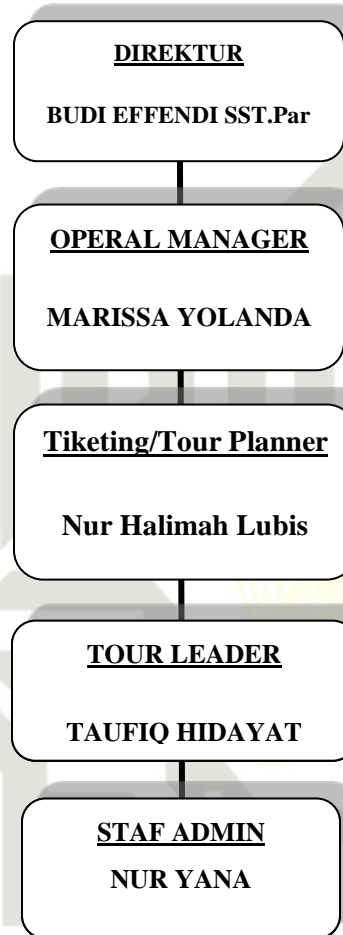 DIREKTUR
BUDI EFFENDI SST.Par
OPERAL MANAGER
MARISSA YOLANDA
Tiketing/Tour Planner
Nur Halimah Lubis
TOUR LEADER
TAUFIQ HIDAYAT
STAF ADMIN
NUR YANA